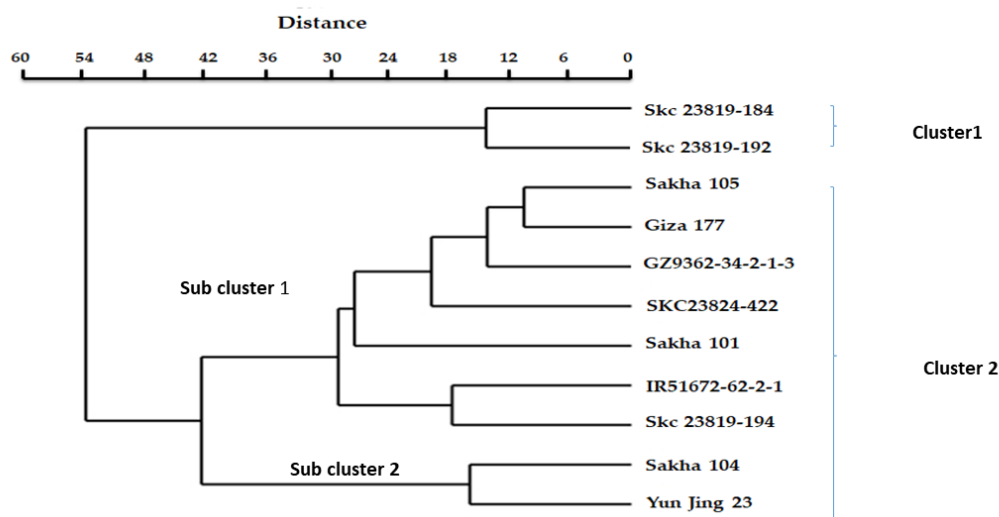 Distance
60 54 48 42 36 30 24 18 12 6 0
Skc 23819-184
Cluster1
Skc 23819-192
Sakha 105
Giza 177
GZ9362-34-2-1-3
Sub cluster 1
SKC23824-422
Sakha 101
Cluster 2
IR51672-62-2-1
Skc 23819-194
Sub cluster 2
Sakha 104
Yun Jing 23